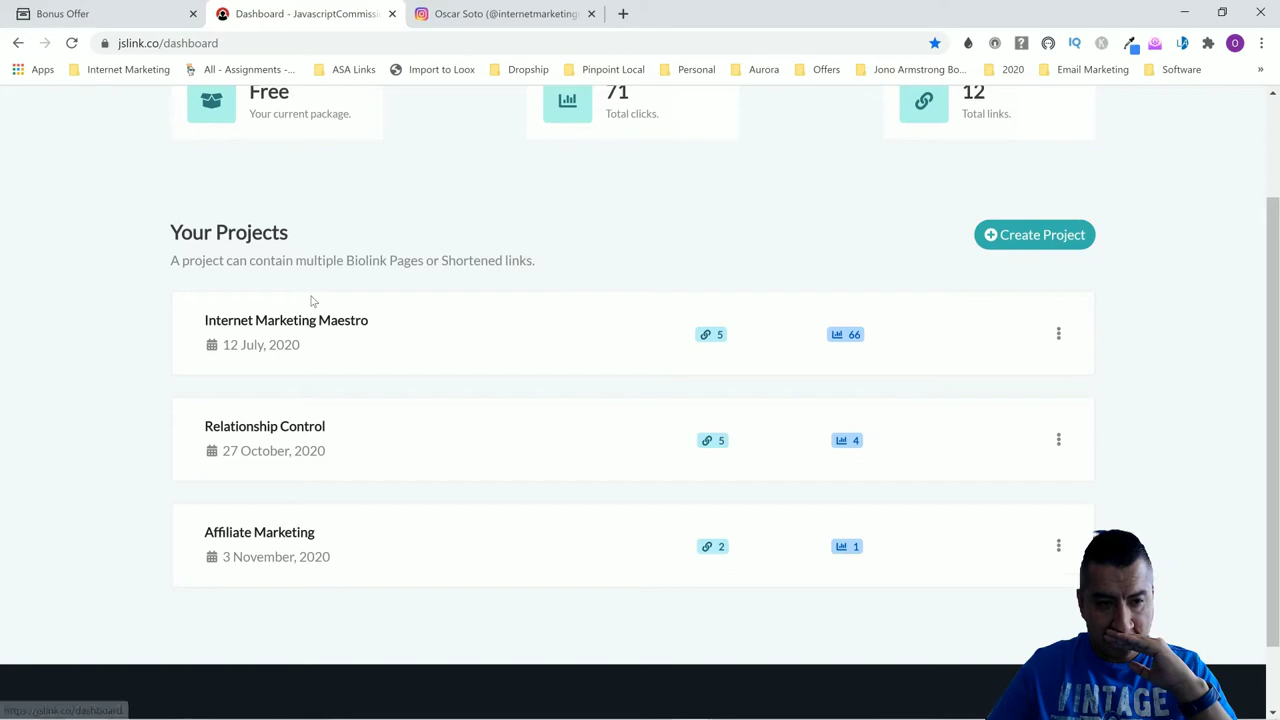 Bonus Offer
Dashboard - JavascriptCommissi
Oscar Soto (@internetmarketing
jslink.co/dashboard
Apps
Internet Marketing
All - Assignments -...
ASA Links
Import to Loox
Dropship
Pinpoint Local
Personal
Aurora
Offers
Jono Armstrong Bo...
2020
Email Marketing
Software
Free
Your current package.
71
Total clicks.
12
Total links.
Your Projects
Create Project
A project can contain multiple Biolink Pages or Shortened links.
Internet Marketing Maestro
12 July, 2020
5
66
Relationship Control
27 October, 2020
5
4
Affiliate Marketing
3 November, 2020
2
1
VINTAGE
https://jslink.co/dashboard